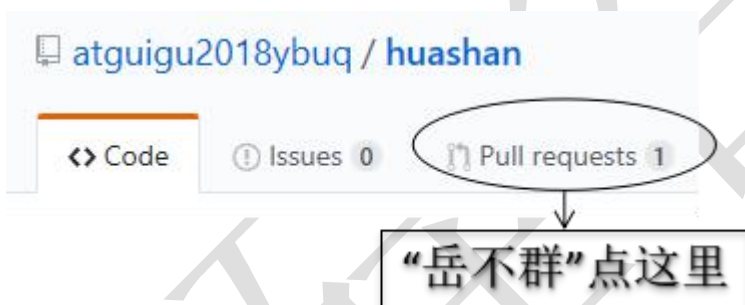 atguigu2018ybuq / huashan
<> Code Issues 0 Pull requests 1
“岳不群”点这里